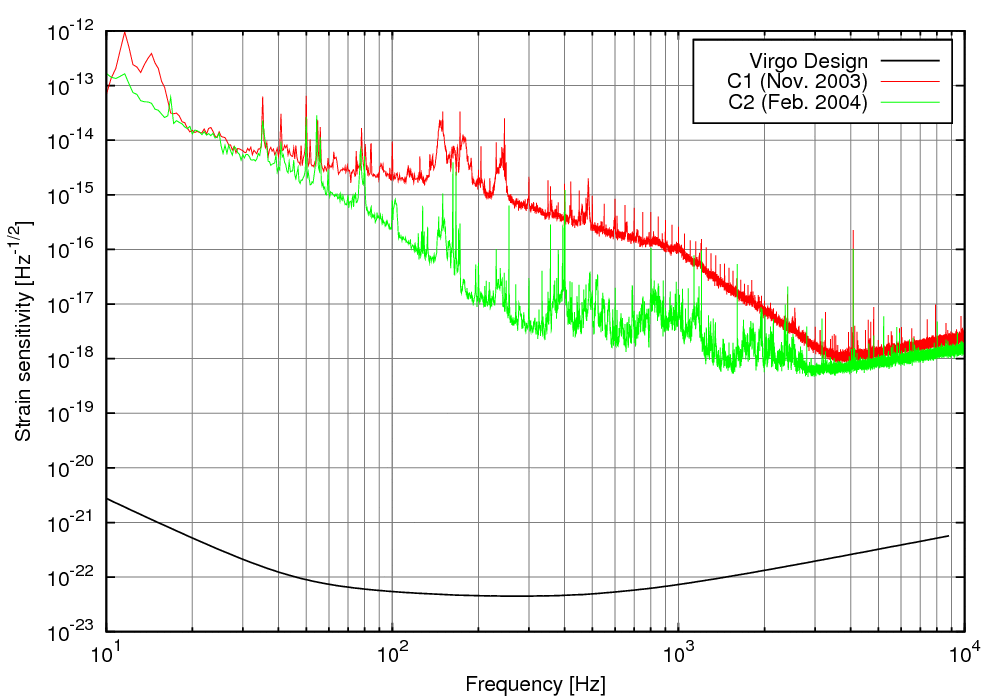 10^-12
10^-13
10^-14
10^-15
10^-16
10^-17
10^-18
10^-19
10^-20
10^-21
10^-22
10^-23
Strain sensitivity [Hz^-1/2]
Virgo Design
C1 (Nov. 2003)
C2 (Feb. 2004)
10^1 10^2 10^3 10^4
Frequency [Hz]